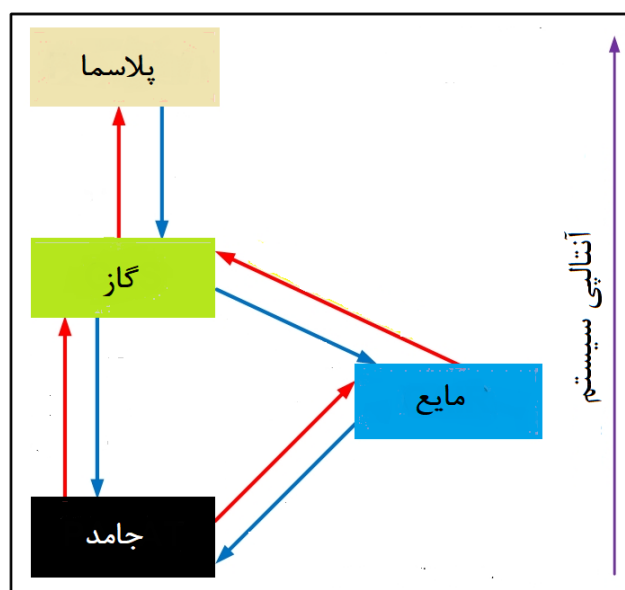 پلاسما
گاز
مایع
جامد
آنتالپی سیستم